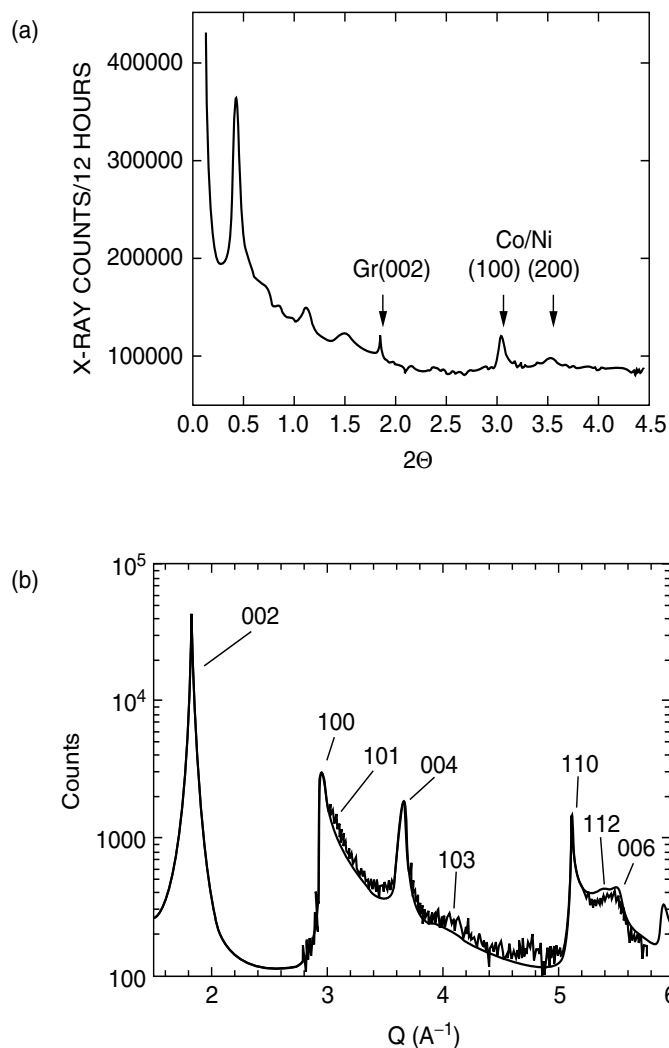 (a)
X-RAY COUNTS/12 HOURS
400000
300000
200000
100000
Gr(002)
Co/Ni
(100) (200)
0.0 0.5 1.0 1.5 2.0 2.5 3.0 3.5 4.0 4.5
2Θ
(b)
Counts
10⁵
10⁴
1000
100
002
100
101
004
103
110
112
006
2 3 4 5 6
Q (A⁻¹)